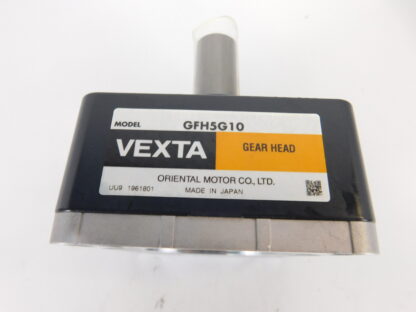 MODEL GFH5G10
VEXTA GEAR HEAD
ORIENTAL MOTOR CO., LTD.
UU9 1961801 MADE IN JAPAN